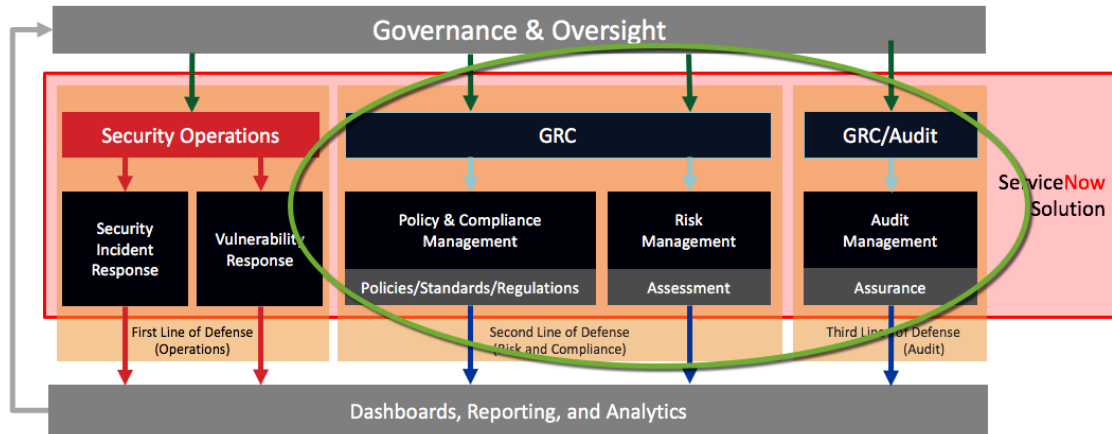 Governance & Oversight
Security Operations
GRC
GRC/Audit
ServiceNow
Solution
Security
Incident
Response
Vulnerability
Response
Policy & Compliance
Management
Policies/Standards/Regulations
Risk
Management
Assessment
Audit
Management
Assurance
First Line of Defense
(Operations)
Second Line of Defense
(Risk and Compliance)
Third Line of Defense
(Audit)
Dashboards, Reporting, and Analytics